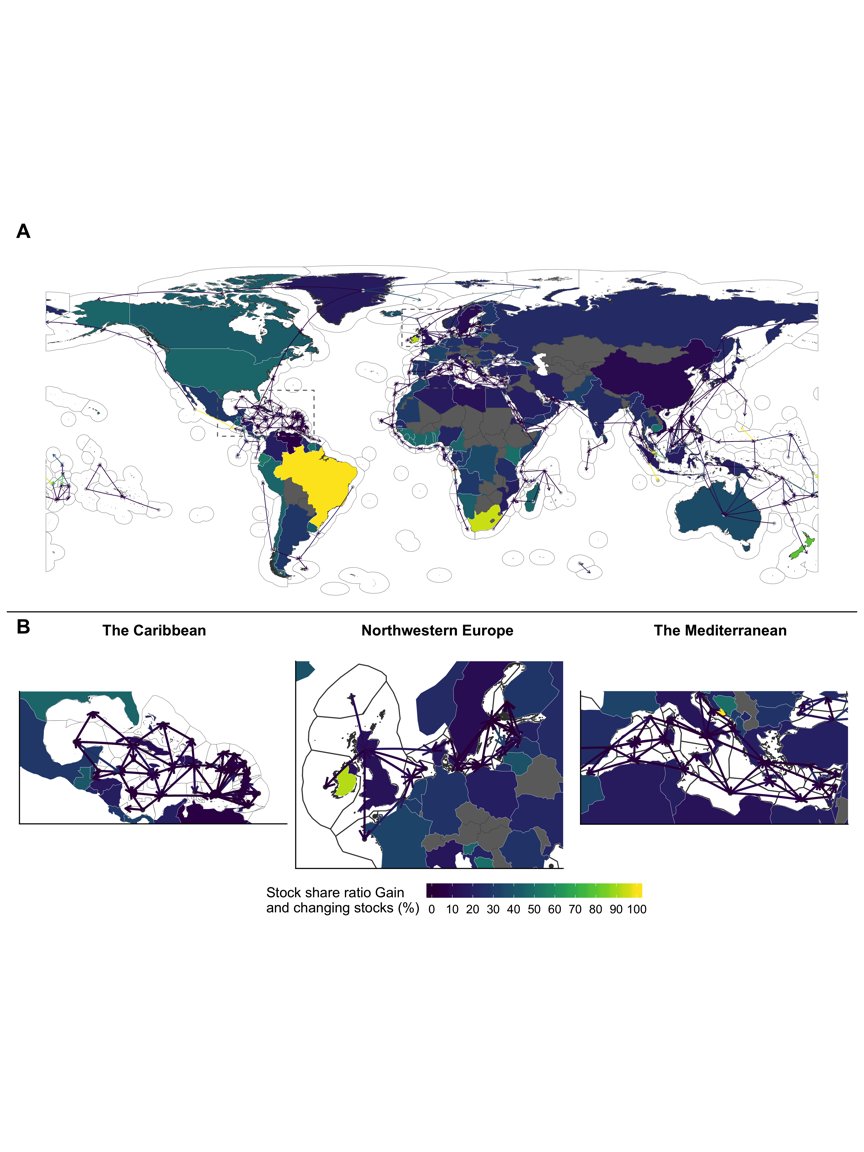 A
B
The Caribbean
Northwestern Europe
The Mediterranean
Stock share ratio Gain
and changing stocks (%)
0 10 20 30 40 50 60 70 80 90 100